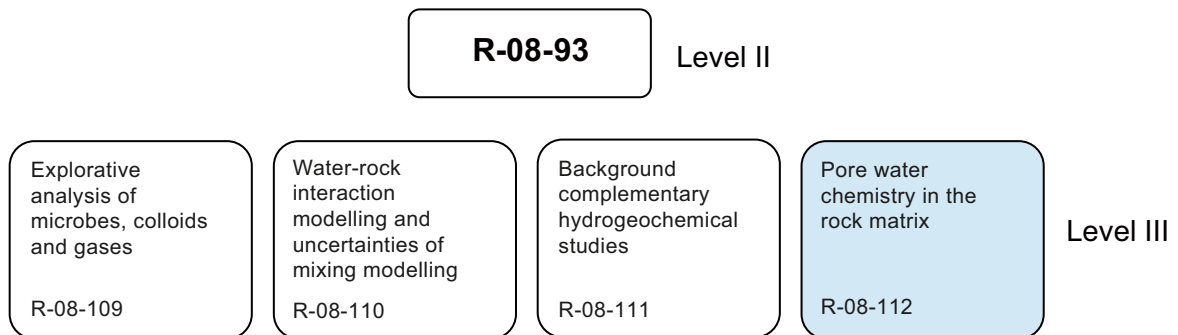 R-08-93
Level II
Explorative
analysis of
microbes, colloids
and gases
R-08-109
Water-rock
interaction
modelling and
uncertainties of
mixing modelling
R-08-110
Background
complementary
hydrogeochemical
studies
R-08-111
Pore water
chemistry in the
rock matrix
R-08-112
Level III